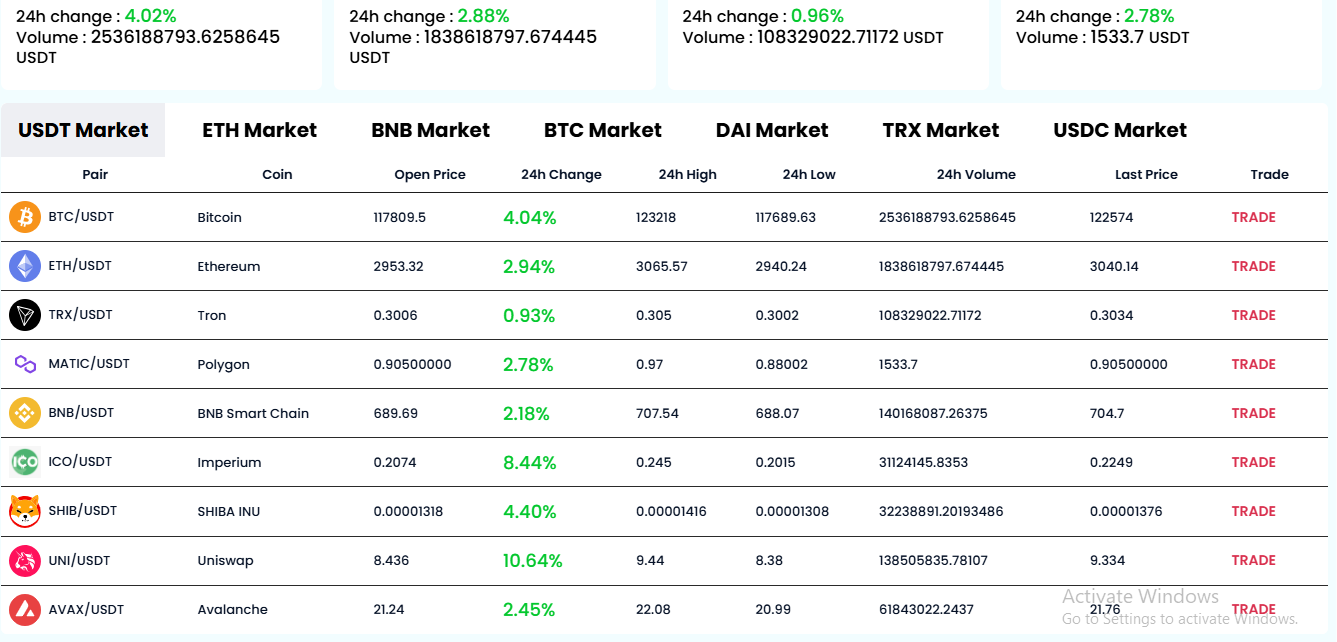 24h change : 4.02%
Volume : 2536188793.6258645
USDT
24h change : 2.88%
Volume : 1838618797.674445
USDT
24h change : 0.96%
Volume : 108329022.71172 USDT
24h change : 2.78%
Volume : 1533.7 USDT
USDT Market ETH Market BNB Market BTC Market DAI Market TRX Market USDC Market
Pair Coin Open Price 24h Change 24h High 24h Low 24h Volume Last Price Trade
BTC/USDT Bitcoin 117809.5 4.04% 123218 117689.63 2536188793.6258645 122574 TRADE
ETH/USDT Ethereum 2953.32 2.94% 3065.57 2940.24 1838618797.674445 3040.14 TRADE
TRX/USDT Tron 0.3006 0.93% 0.305 0.3002 108329022.71172 0.3034 TRADE
MATIC/USDT Polygon 0.90500000 2.78% 0.97 0.88002 1533.7 0.90500000 TRADE
BNB/USDT BNB Smart Chain 689.69 2.18% 707.54 688.07 140168087.26375 704.7 TRADE
ICO ICO/USDT Imperium 0.2074 8.44% 0.245 0.2015 31124145.8353 0.2249 TRADE
SHIB/USDT SHIBA INU 0.00001318 4.40% 0.00001416 0.00001308 32238891.20193486 0.00001376 TRADE
UNI/USDT Uniswap 8.436 10.64% 9.44 8.38 138505835.78107 9.334 TRADE
AVAX/USDT Avalanche 21.24 2.45% 22.08 20.99 61843022.2437 21.76 TRADE
Activate Windows
Go to Settings to activate Windows.